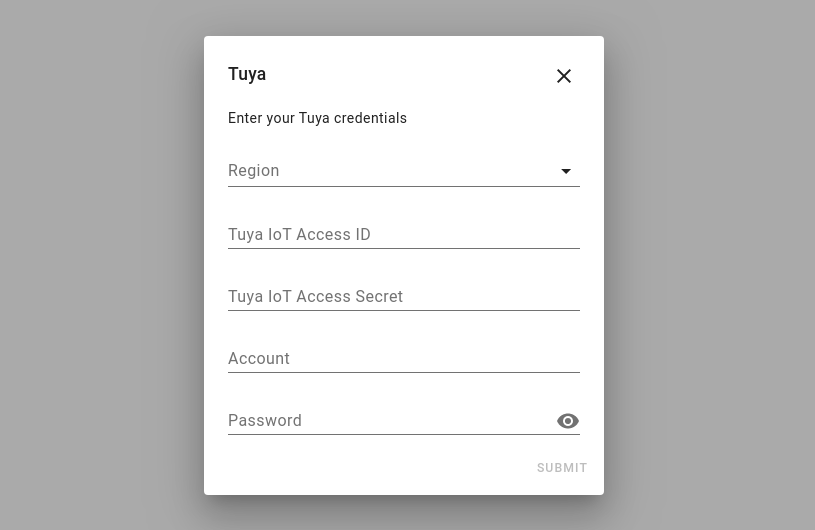 Tuya
Enter your Tuya credentials
Region
Tuya IoT Access ID
Tuya IoT Access Secret
Account
Password
SUBMIT